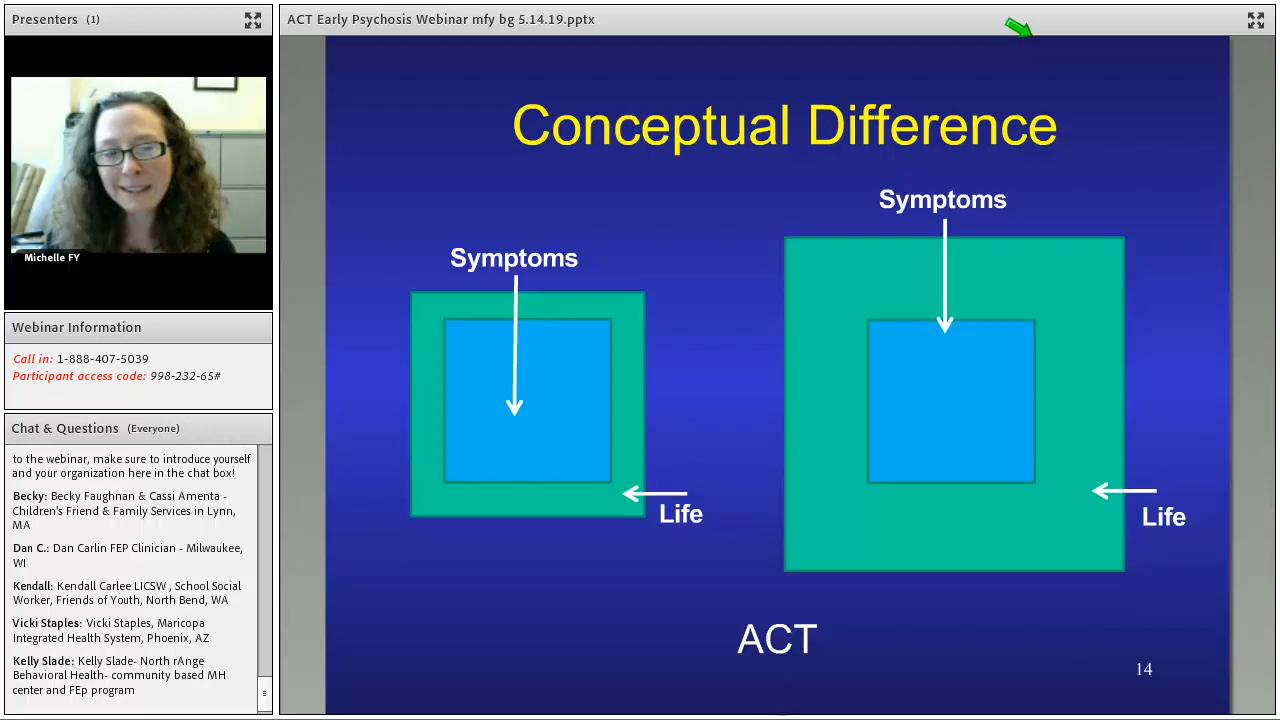 Presenters (1)
Michelle FY
Webinar Information
Call in: 1-888-407-5039
Participant access code: 998-232-65#
Chat & Questions (Everyone)
to the webinar, make sure to introduce yourself
and your organization here in the chat box!
Becky: Becky Faughnan & Cassi Amenta -
Children's Friend & Family Services in Lynn,
MA
Dan C.: Dan Carlin FEP Clinician - Milwaukee,
WI
Kendall: Kendall Carlee LICSW , School Social
Worker, Friends of Youth, North Bend, WA
Vicki Staples: Vicki Staples, Maricopa
Integrated Health System, Phoenix, AZ
Kelly Slade: Kelly Slade- North rAnge
Behavioral Health- community based MH
center and FEp program
ACT Early Psychosis Webinar mfy bg 5.14.19.pptx
Conceptual Difference
Symptoms
Symptoms
Life
Life
ACT
14